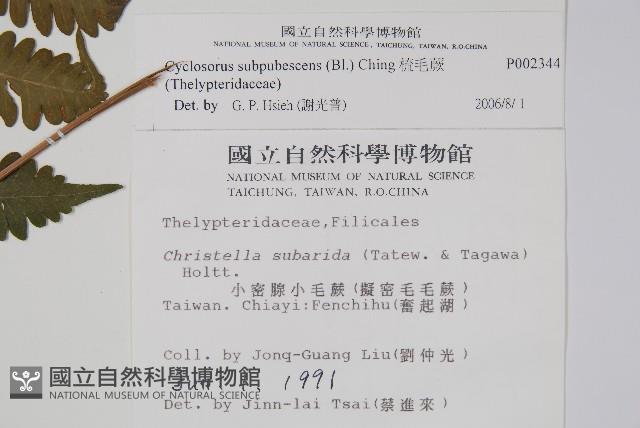 國立自然科學博物館
NATIONAL MUSEUM OF NATURAL SCIENCE, TAICHUNG, TAIWAN, R.O.CHINA
Cyclosorus subpubescens (Bl.) Ching 梳毛蕨 P002344
(Thelypteridaceae)
Det. by G. P. Hsieh (謝光普) 2006/8/1
國立自然科學博物館
NATIONAL MUSEUM OF NATURAL SCIENCE
TAICHUNG, TAIWAN, R.O.CHINA
Thelypteridaceae,Filicales
Christella subarida (Tatew. & Tagawa)
Holtt.
小密腺小毛蕨(擬密毛毛蕨)
Taiwan. Chiayi:Fenchihu(奮起湖)
Coll. by Jonq-Guang Liu(劉仲光)
1991
Det. by Jinn-lai Tsai(蔡進來)
國立自然科學博物館
NATIONAL MUSEUM OF NATURAL SCIENCE